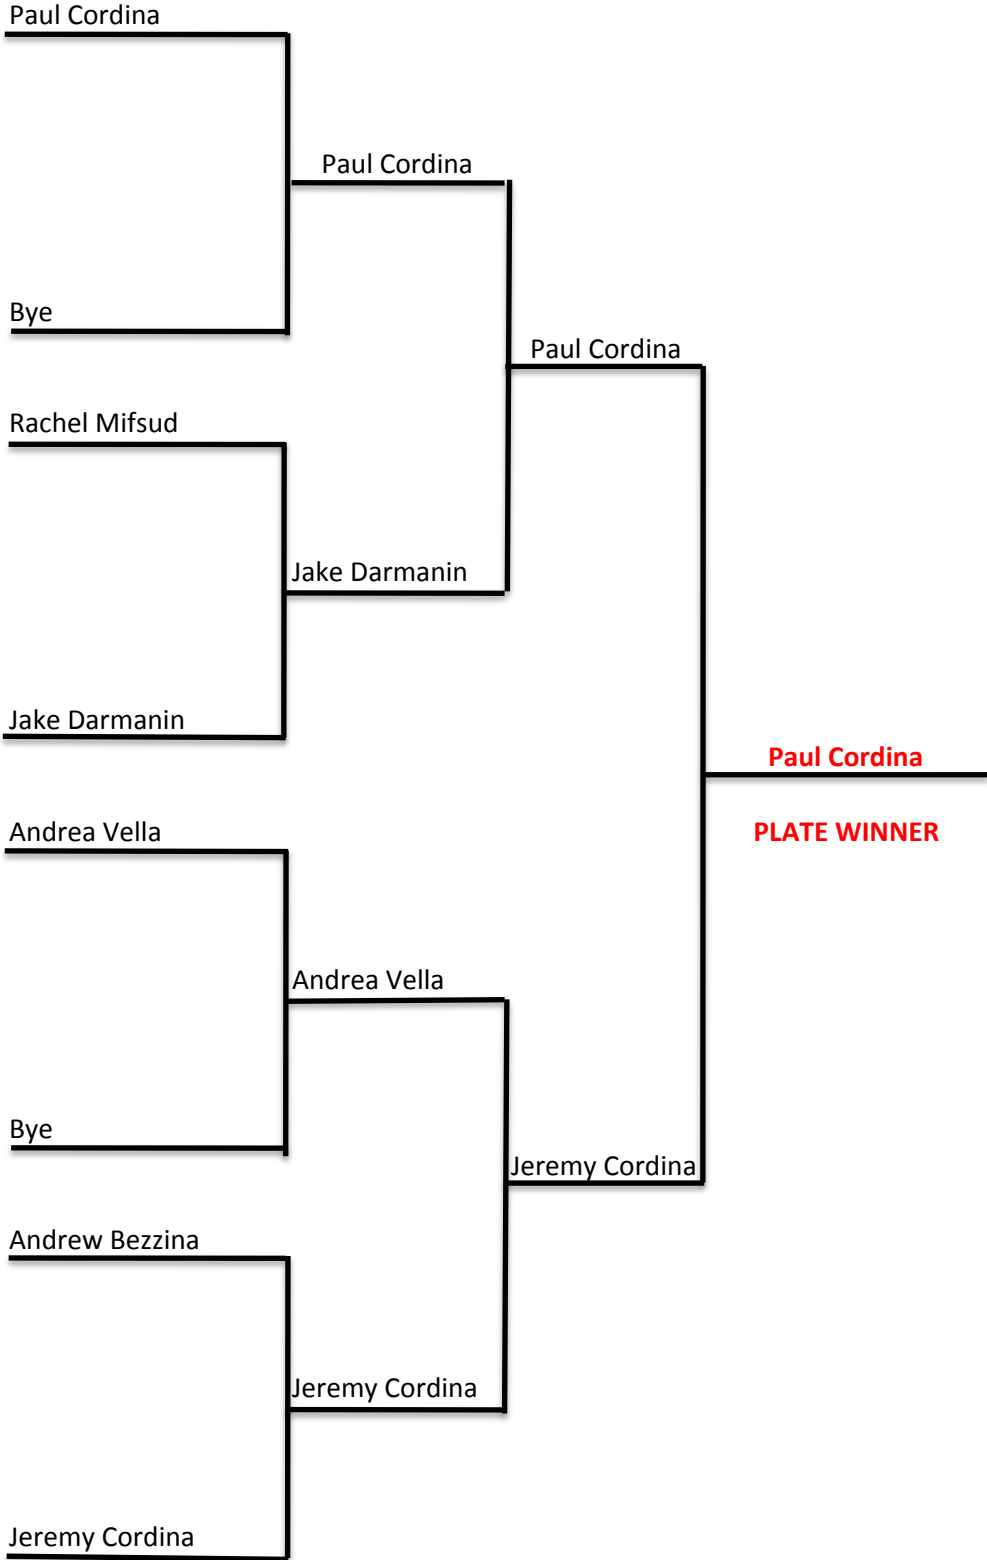 Paul Cordina
Paul Cordina
Bye
Paul Cordina
Rachel Mifsud
Jake Darmanin
Jake Darmanin
Paul Cordina
PLATE WINNER
Andrea Vella
Andrea Vella
Bye
Jeremy Cordina
Andrew Bezzina
Jeremy Cordina
Jeremy Cordina